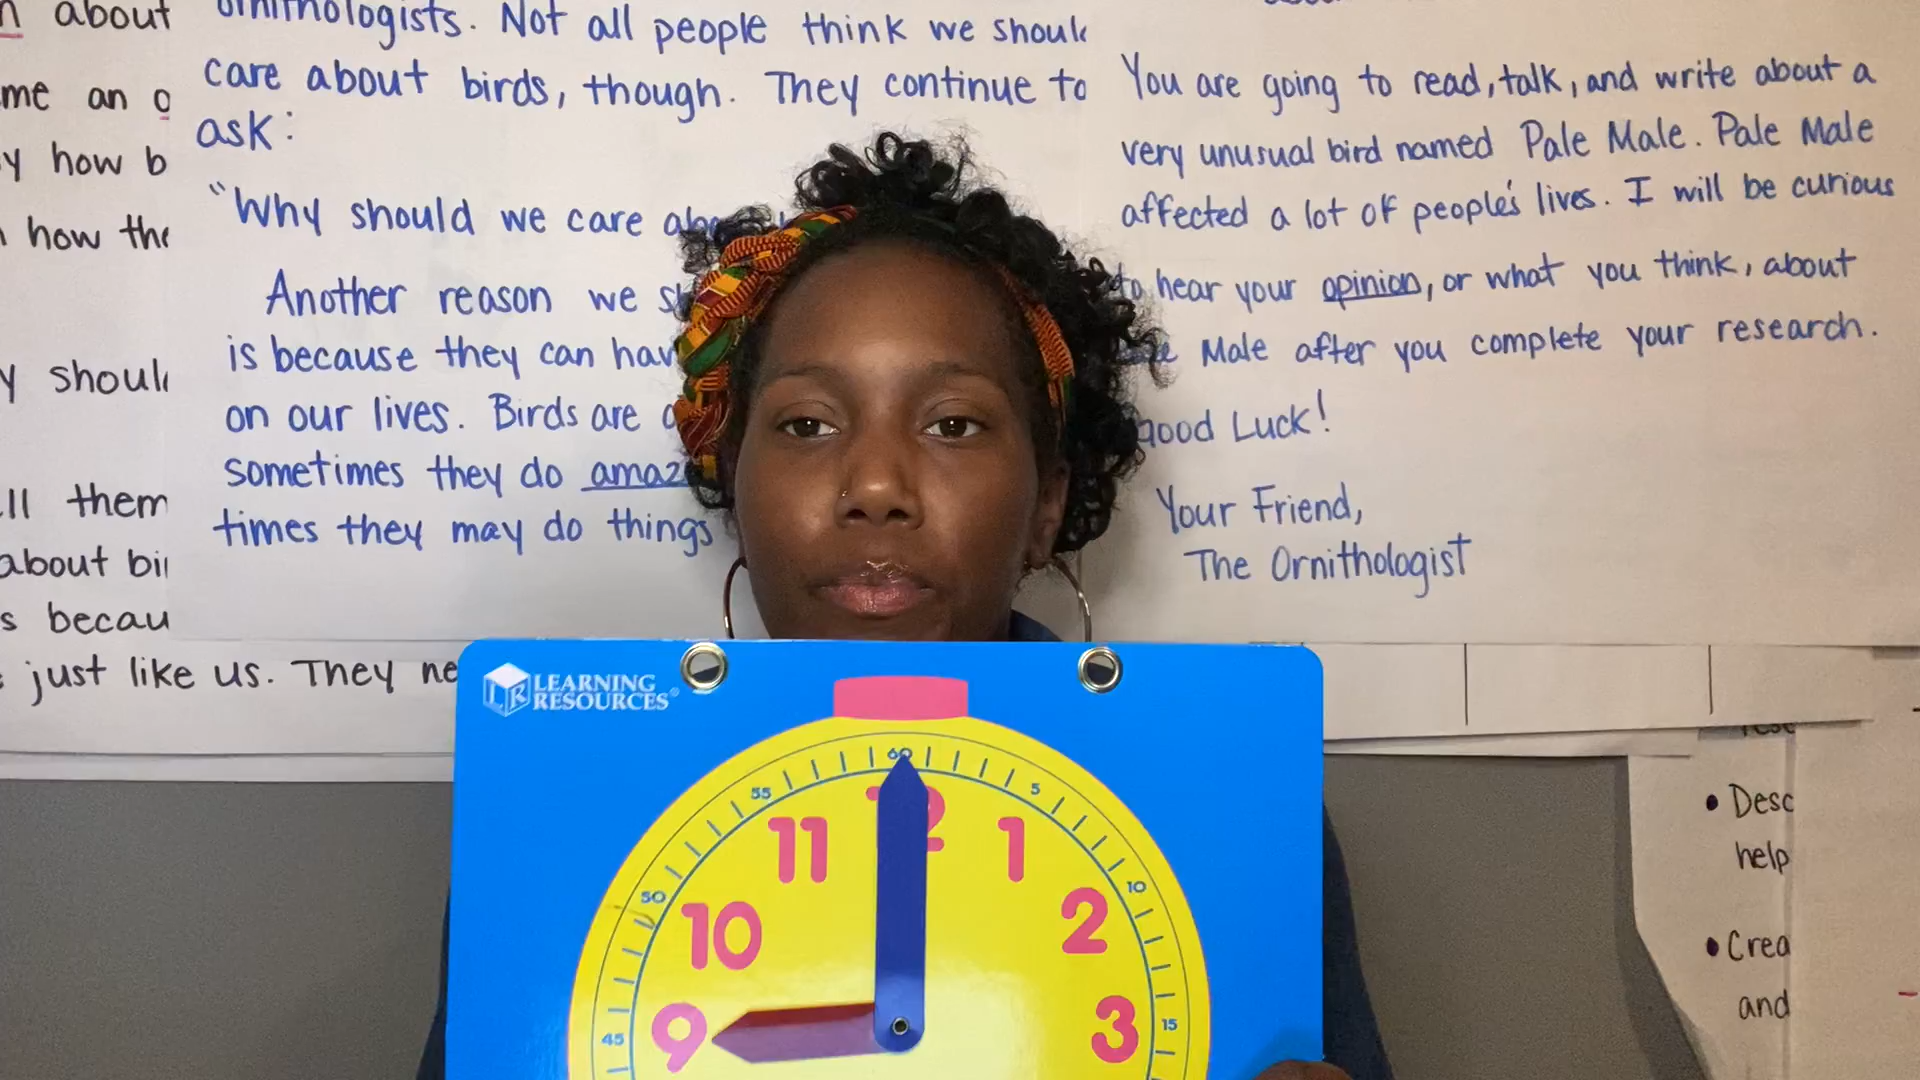 about
me an
how b
how the
should
them
about
s becau
just like us. They ne
ornithologists. Not all people think we should
care about birds, though. They continue to
ask:
"Why should we care
Another reason we
is because they can hav
on our lives. Birds are
sometimes they do amaz
times they may do things
You are going to read, talk, and write about a
very unusual bird named Pale Male. Pale Male
affected a lot of people's lives. I will be curious
to hear your opinion, or what you think, about
Male after you complete your research.
good Luck!
Your Friend,
The Ornithologist
• Desc
help
• Crea
and
LEARNING
RESOURCES®
60
55
5
12
11
1
50
10
10
2
9
3
45
15